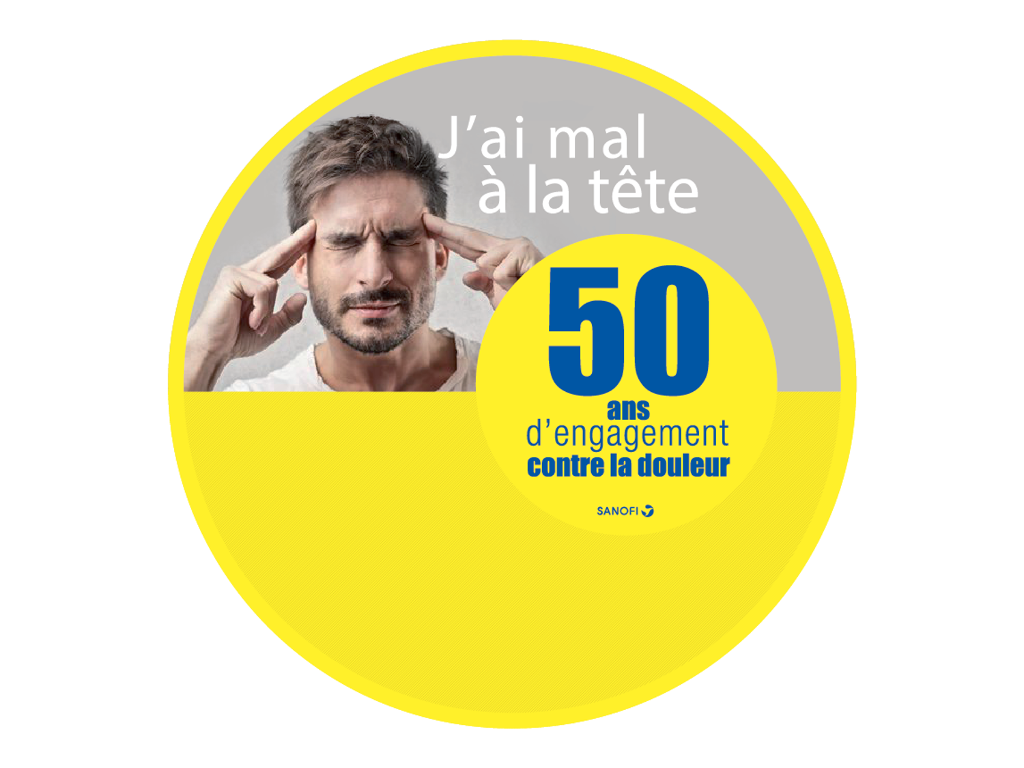 J’ai mal
à la tête
50
ans
d’engagement
contre la douleur
SANOFI